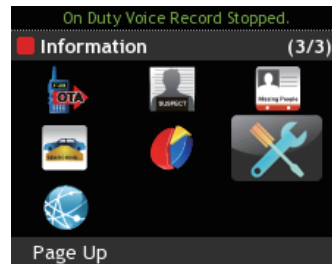 On Duty Voice Record Stopped.
Information (3/3)
OTA
SUSPECT
Missing People
Page Up